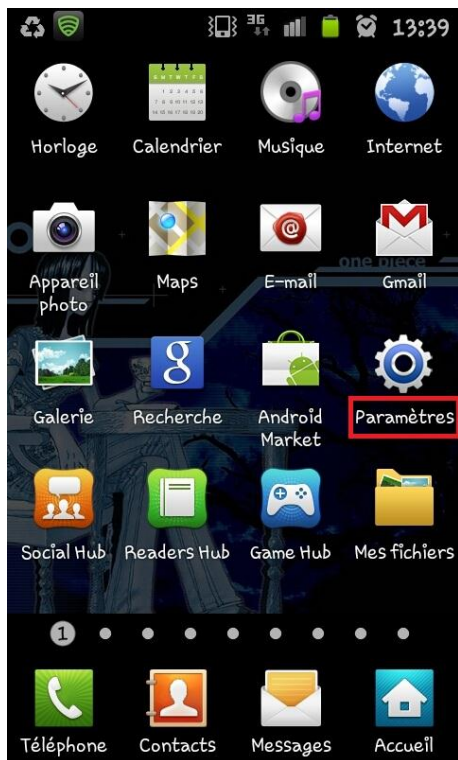 3G 13:39
Horloge Calendrier Musique Internet
one piece
Appareil photo Maps E-mail Gmail
Galerie Recherche Android Market Paramètres
Social Hub Readers Hub Game Hub Mes fichiers
1
Téléphone Contacts Messages Accueil